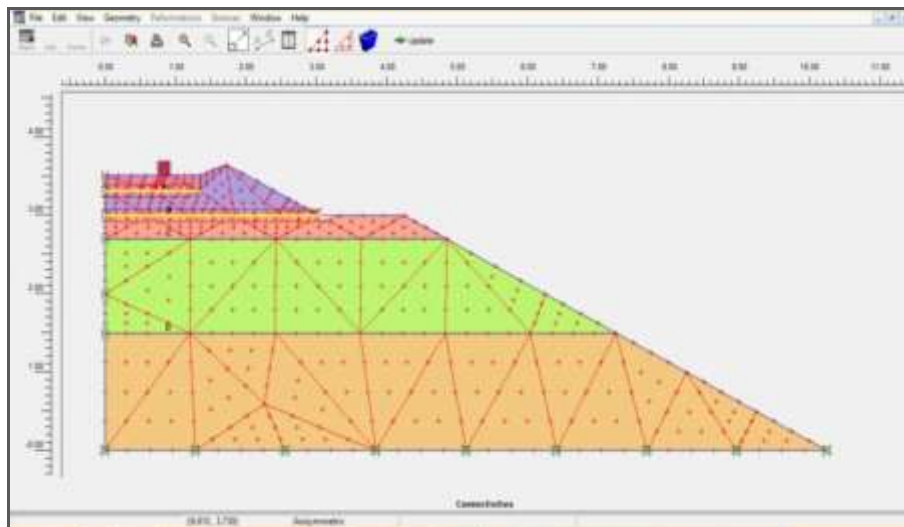 File Edit View Geometry Deformations Stresses Window Help
Update
0.00 1.00 2.00 3.00 4.00 5.00 6.00 7.00 8.00 9.00 10.00 11.00
4.00
3.00
2.00
1.00
0.00
Connectivities
Axisymmetric